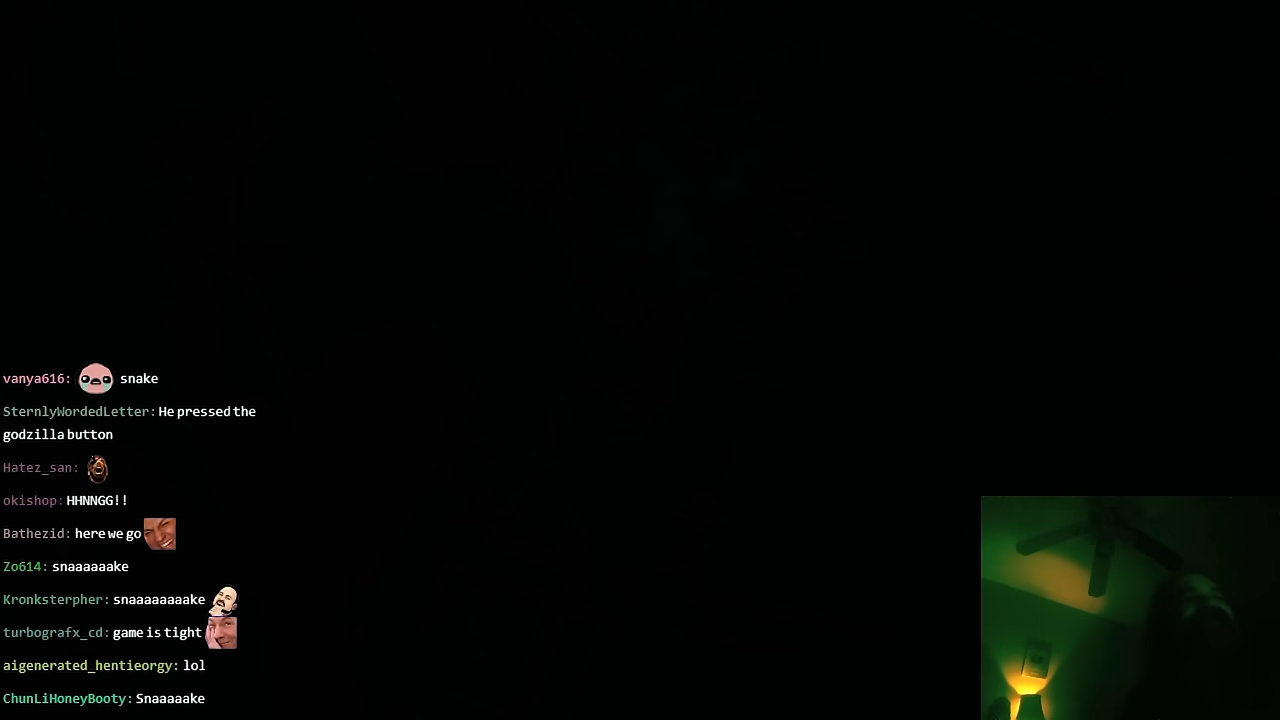 vanya616: snake
SternlyWordedLetter: He pressed the
godzilla button
Hatez_san:
okishop: HHNNGG!!
Bathezid: here we go
Zo614: snaaaaaake
Kronksterpher: snaaaaaaaake
turbografx_cd: game is tight
aigenerated_hentieorgy: lol
ChunLiHoneyBooty: Snaaaaake